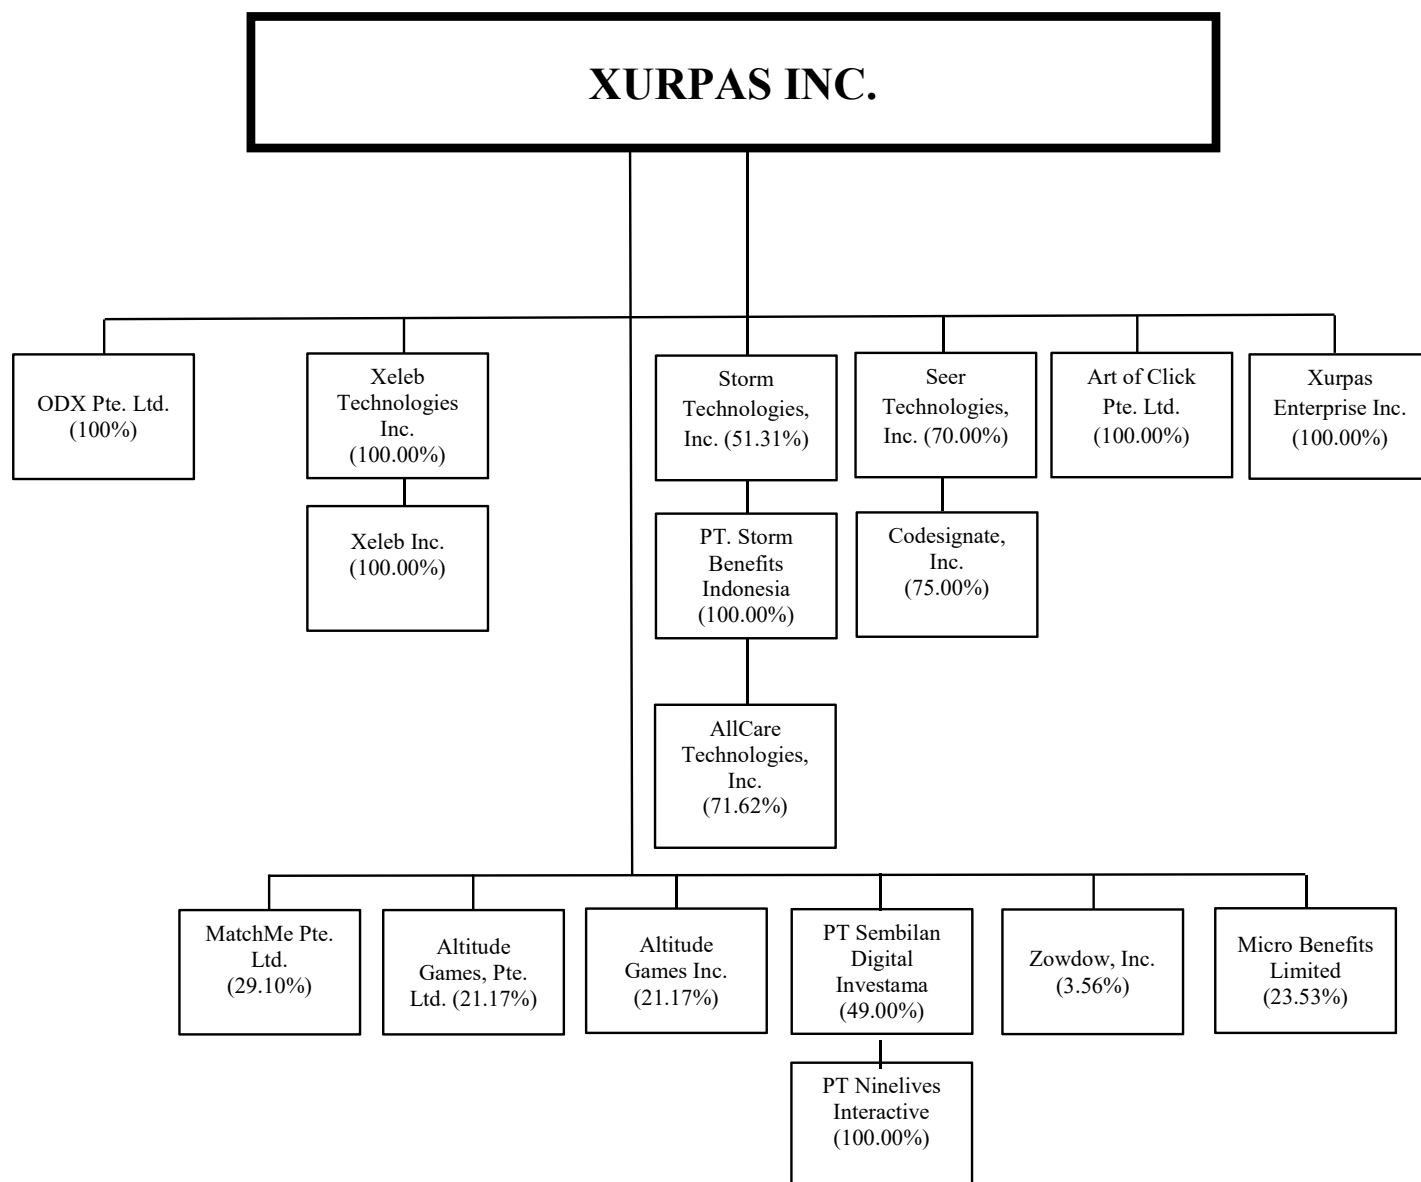 XURPAS INC.
ODX Pte. Ltd.
(100%)
Xeleb
Technologies
Inc.
(100.00%)
Storm
Technologies,
Inc. (51.31%)
Seer
Technologies,
Inc. (70.00%)
Art of Click
Pte. Ltd.
(100.00%)
Xurpas
Enterprise Inc.
(100.00%)
Xeleb Inc.
(100.00%)
PT. Storm
Benefits
Indonesia
(100.00%)
Codesignate,
Inc.
(75.00%)
AllCare
Technologies,
Inc.
(71.62%)
MatchMe Pte.
Ltd.
(29.10%)
Altitude
Games, Pte.
Ltd. (21.17%)
Altitude
Games Inc.
(21.17%)
PT Sembilan
Digital
Investama
(49.00%)
Zowdow, Inc.
(3.56%)
Micro Benefits
Limited
(23.53%)
PT Ninelives
Interactive
(100.00%)